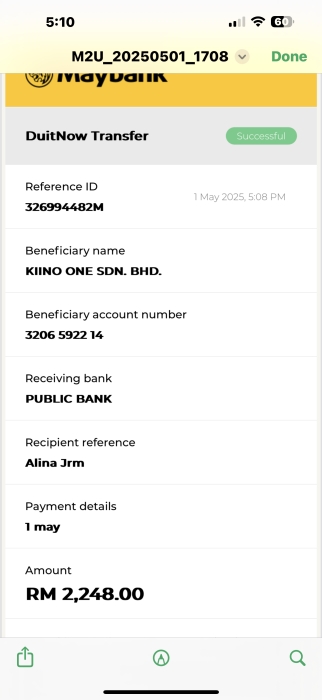 5:10
60
M2U_20250501_1708
Done
Maybank
DuitNow Transfer
Successful
Reference ID
1 May 2025, 5:08 PM
326994482M
Beneficiary name
KIINO ONE SDN. BHD.
Beneficiary account number
3206 5922 14
Receiving bank
PUBLIC BANK
Recipient reference
Alina Jrm
Payment details
1 may
Amount
RM 2,248.00